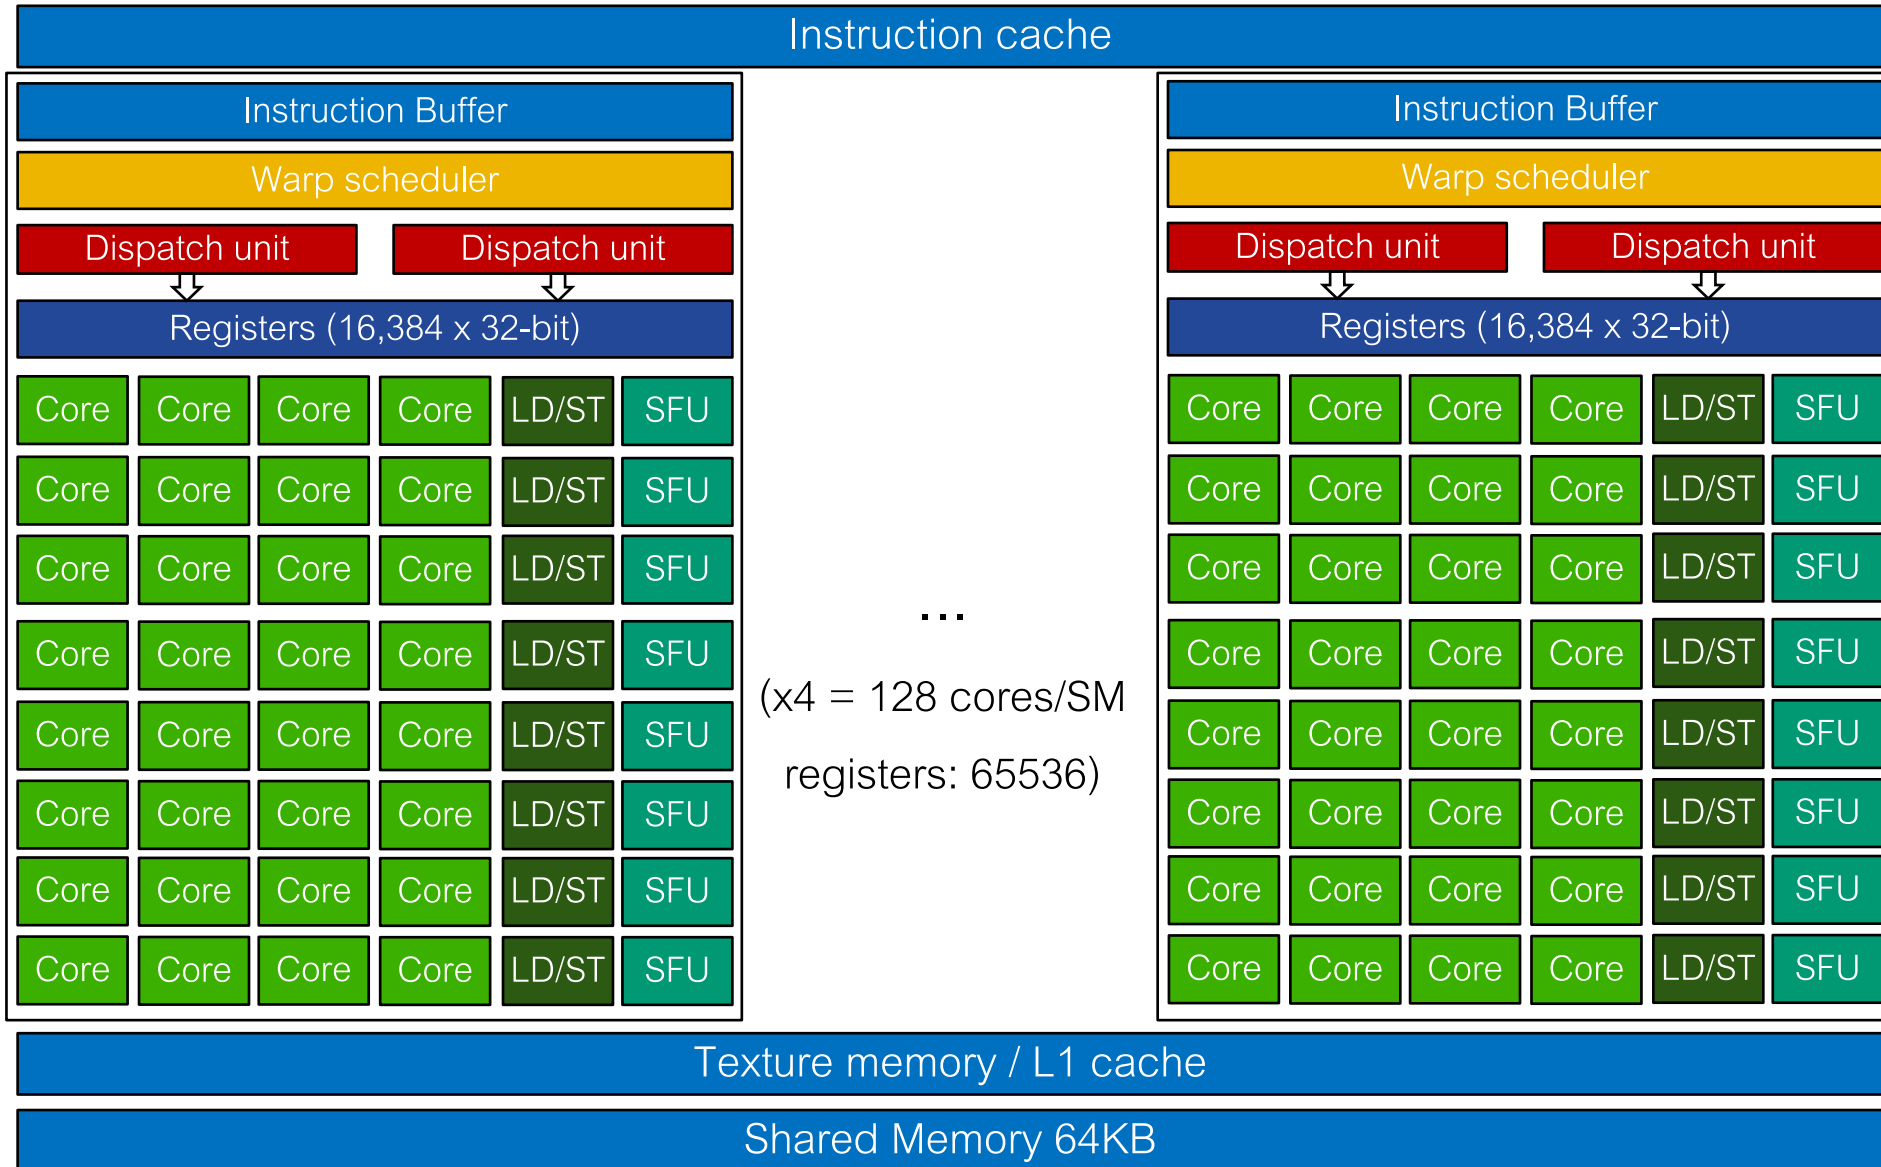 Instruction cache
Instruction Buffer
Warp scheduler
Dispatch unit Dispatch unit
Registers (16,384 x 32-bit)
Core Core Core Core LD/ST SFU
Core Core Core Core LD/ST SFU
Core Core Core Core LD/ST SFU
Core Core Core Core LD/ST SFU
Core Core Core Core LD/ST SFU
Core Core Core Core LD/ST SFU
Core Core Core Core LD/ST SFU
Core Core Core Core LD/ST SFU
...
(x4 = 128 cores/SM
registers: 65536)
Instruction Buffer
Warp scheduler
Dispatch unit Dispatch unit
Registers (16,384 x 32-bit)
Core Core Core Core LD/ST SFU
Core Core Core Core LD/ST SFU
Core Core Core Core LD/ST SFU
Core Core Core Core LD/ST SFU
Core Core Core Core LD/ST SFU
Core Core Core Core LD/ST SFU
Core Core Core Core LD/ST SFU
Core Core Core Core LD/ST SFU
Texture memory / L1 cache
Shared Memory 64KB